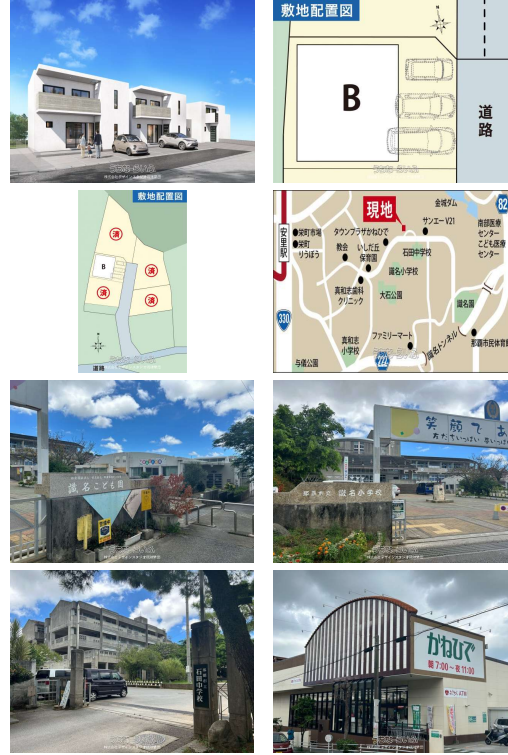 敷地配置図
B
道路
敷地配置図
済
済
B
済
済
道路
現地
金城ダム
82
サンエーV21
南部医療
センター
こども医療
センター
安里駅
栄町市場
栄町
りうぼう
タウンプラザかねひで
教会
いしだ丘
保育園
石田中学校
識名小学校
真和志歯科
クリニック
大石公園
識名園
330
真和志
小学校
ファミリーマート
222
識名トンネル
那覇市民体育館
与儀公園
識名こども園
笑顔であ
識名小学校
石田中学校
かねひで
朝7:00〜夜11:00